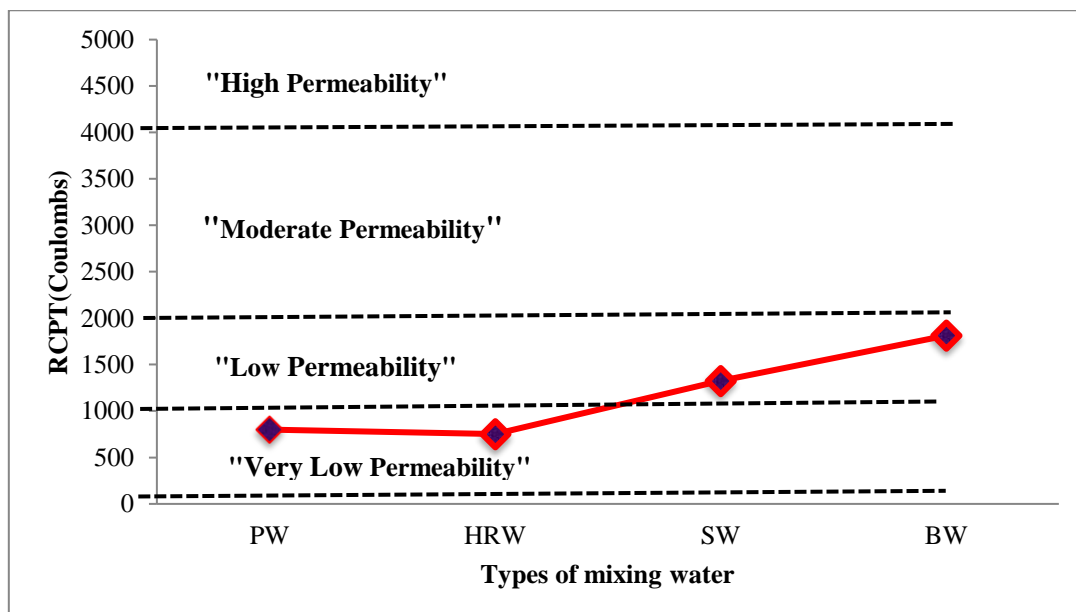 5000
4500
"High Permeability"
4000
3500
3000
"Moderate Permeability"
2500
2000
1500
"Low Permeability"
1000
500
"Very Low Permeability"
0
RCPT(Coulombs)
PW HRW SW BW
Types of mixing water